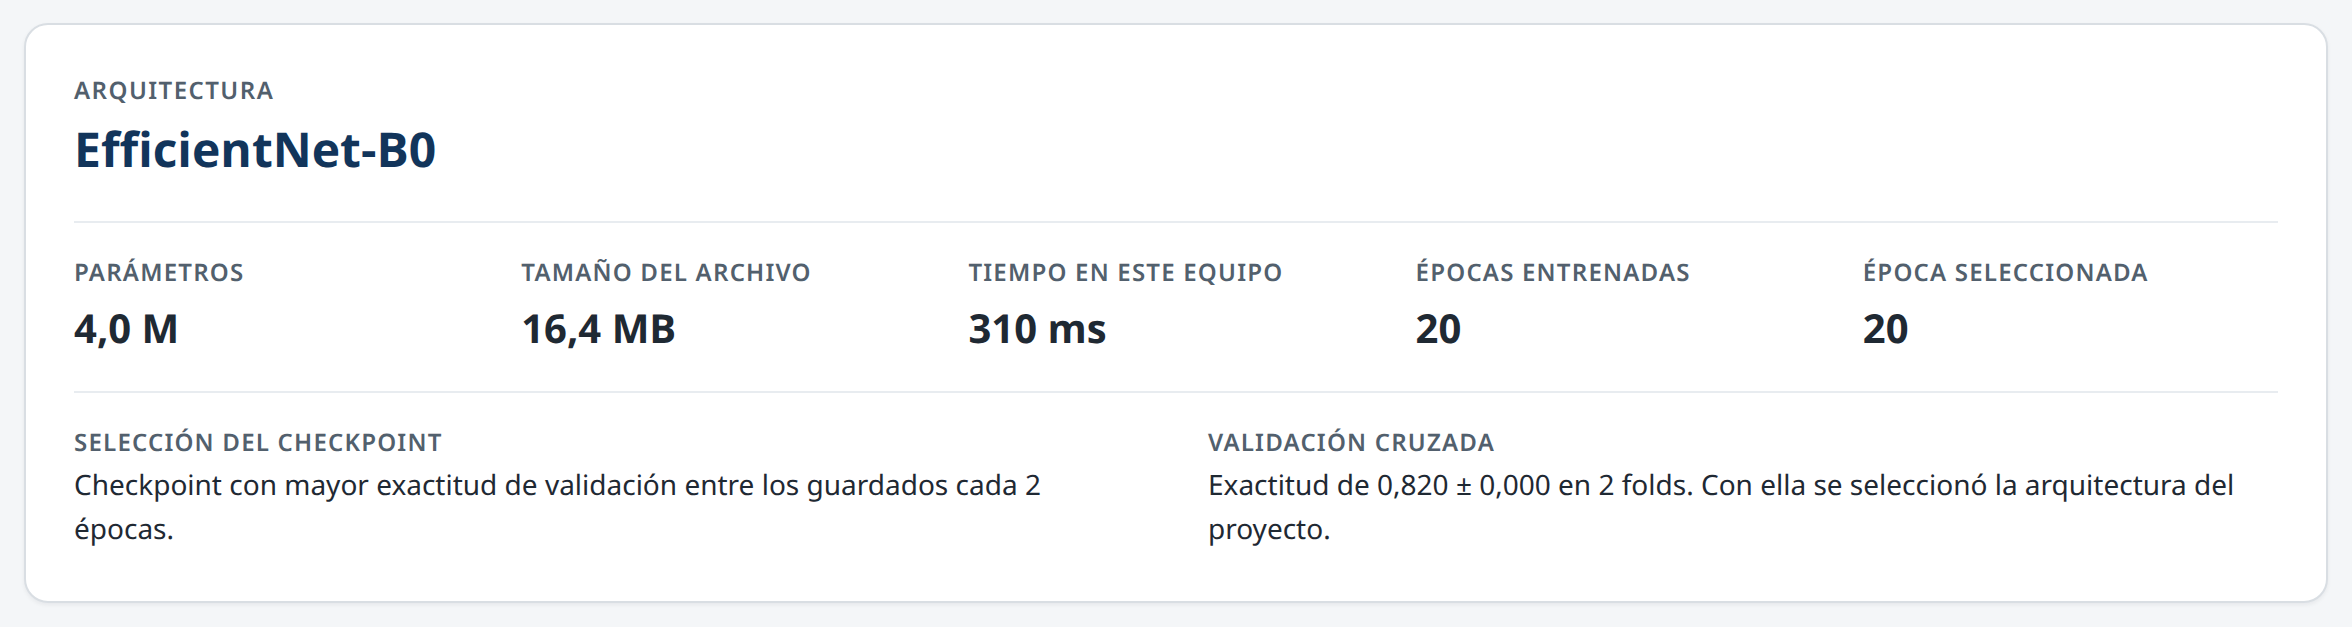 ARQUITECTURA
EfficientNet-B0
PARÁMETROS
4,0 M
TAMAÑO DEL ARCHIVO
16,4 MB
TIEMPO EN ESTE EQUIPO
310 ms
ÉPOCAS ENTRENADAS
20
ÉPOCA SELECCIONADA
20
SELECCIÓN DEL CHECKPOINT
Checkpoint con mayor exactitud de validación entre los guardados cada 2
épocas.
VALIDACIÓN CRUZADA
Exactitud de 0,820 ± 0,000 en 2 folds. Con ella se seleccionó la arquitectura del
proyecto.